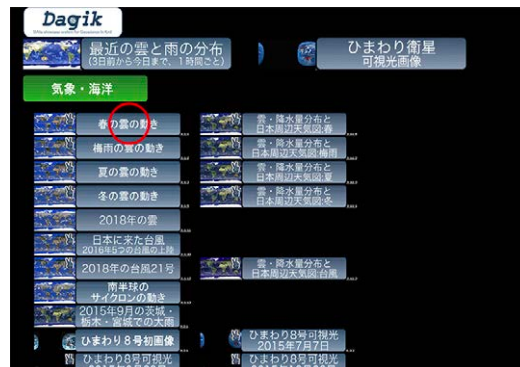 Dagik
最近の雲と雨の分布
(3日前から今日まで、1時間ごと)
ひまわり衛星
可視光画像
気象・海洋
春の雲の動き
雲・降水量分布と
日本周辺天気図:春
梅雨の雲の動き
雲・降水量分布と
日本周辺天気図:梅雨
夏の雲の動き
雲・降水量分布と
日本周辺天気図:夏
冬の雲の動き
雲・降水量分布と
日本周辺天気図:冬
2018年の雲
日本に来た台風
2016年5つの台風の上陸
2018年の台風21号
雲・降水量分布と
日本周辺天気図:台風
南半球の
サイクロンの動き
2015年9月の茨城・
栃木・宮城での大雨
ひまわり8号初画像
ひまわり8号可視光
2015年7月7日
ひまわり8号可視光
ひまわり8号可視光